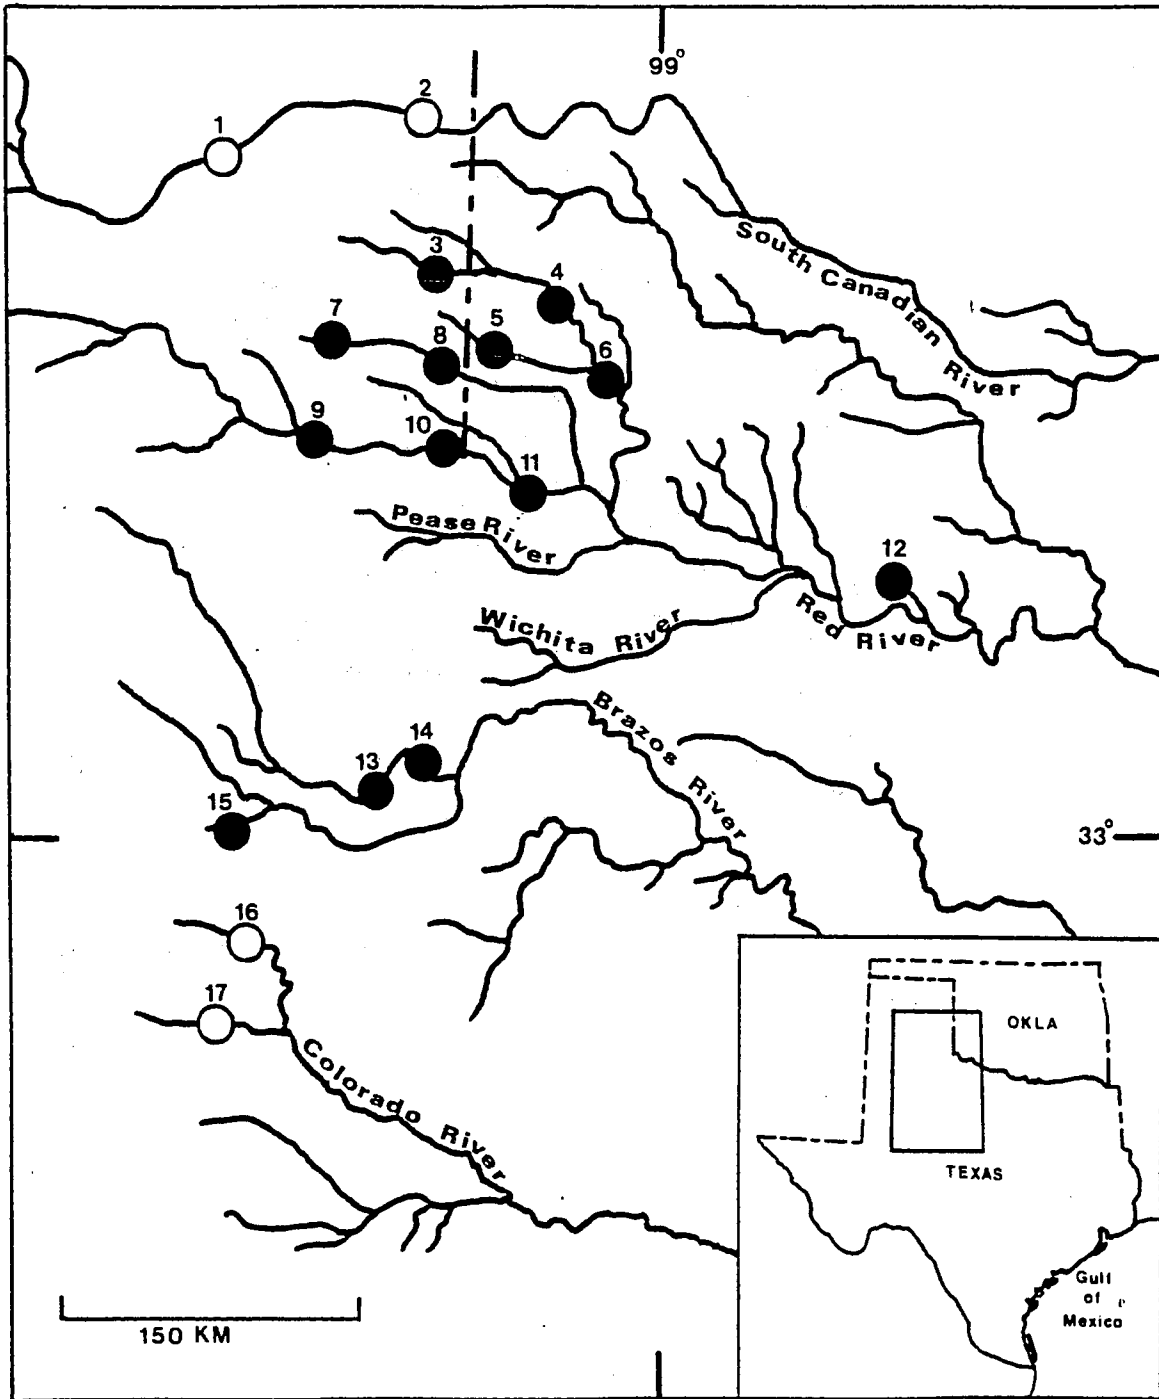 99°
2
1
South Canadian River
3
4
7
5
8
6
9
10
11
Pease River
12
Wichita River
Red River
Brazos River
14
13
15
33°
16
17
Colorado River
OKLA
TEXAS
Gulf
of
Mexico
150 KM